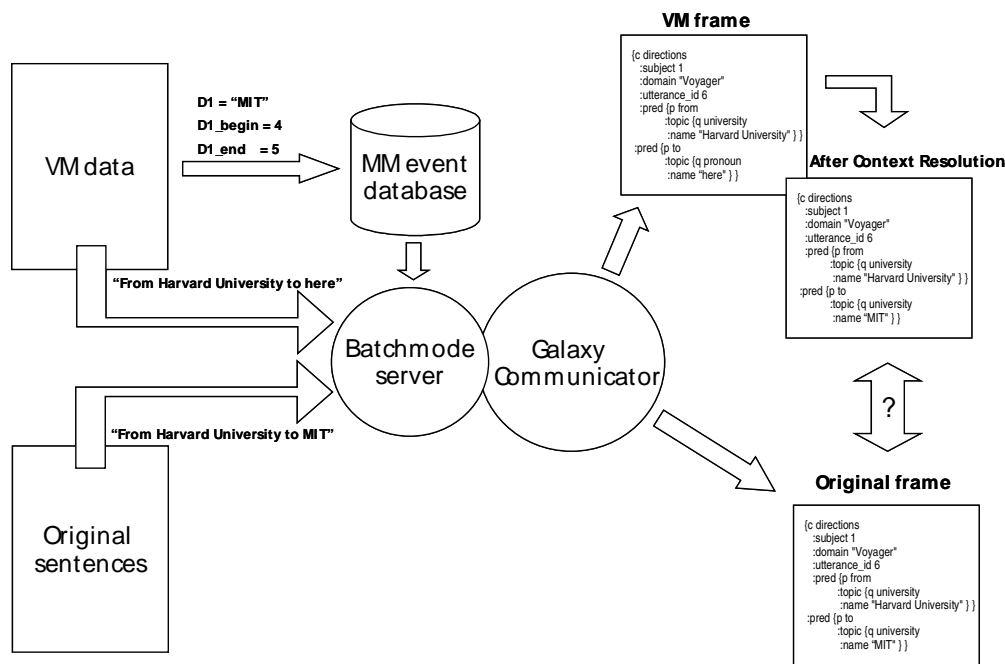 VM data
D1 = “MIT”
D1_begin = 4
D1_end = 5
MM event
database
“From Harvard University to here”
Batchmode
server
Galaxy
Communicator
“From Harvard University to MIT”
Original
sentences
VM frame
{c directions
:subject 1
:domain "Voyager"
:utterance_id 6
:pred {p from
:topic {q university
:name "Harvard University" } }
:pred {p to
:topic {q pronoun
:name “here" } }
After Context Resolution
{c directions
:subject 1
:domain "Voyager"
:utterance_id 6
:pred {p from
:topic {q university
:name "Harvard University" } }
:pred {p to
:topic {q university
:name “MIT" } }
?
Original frame
{c directions
:subject 1
:domain "Voyager"
:utterance_id 6
:pred {p from
:topic {q university
:name "Harvard University" } }
:pred {p to
:topic {q university
:name “MIT" } }